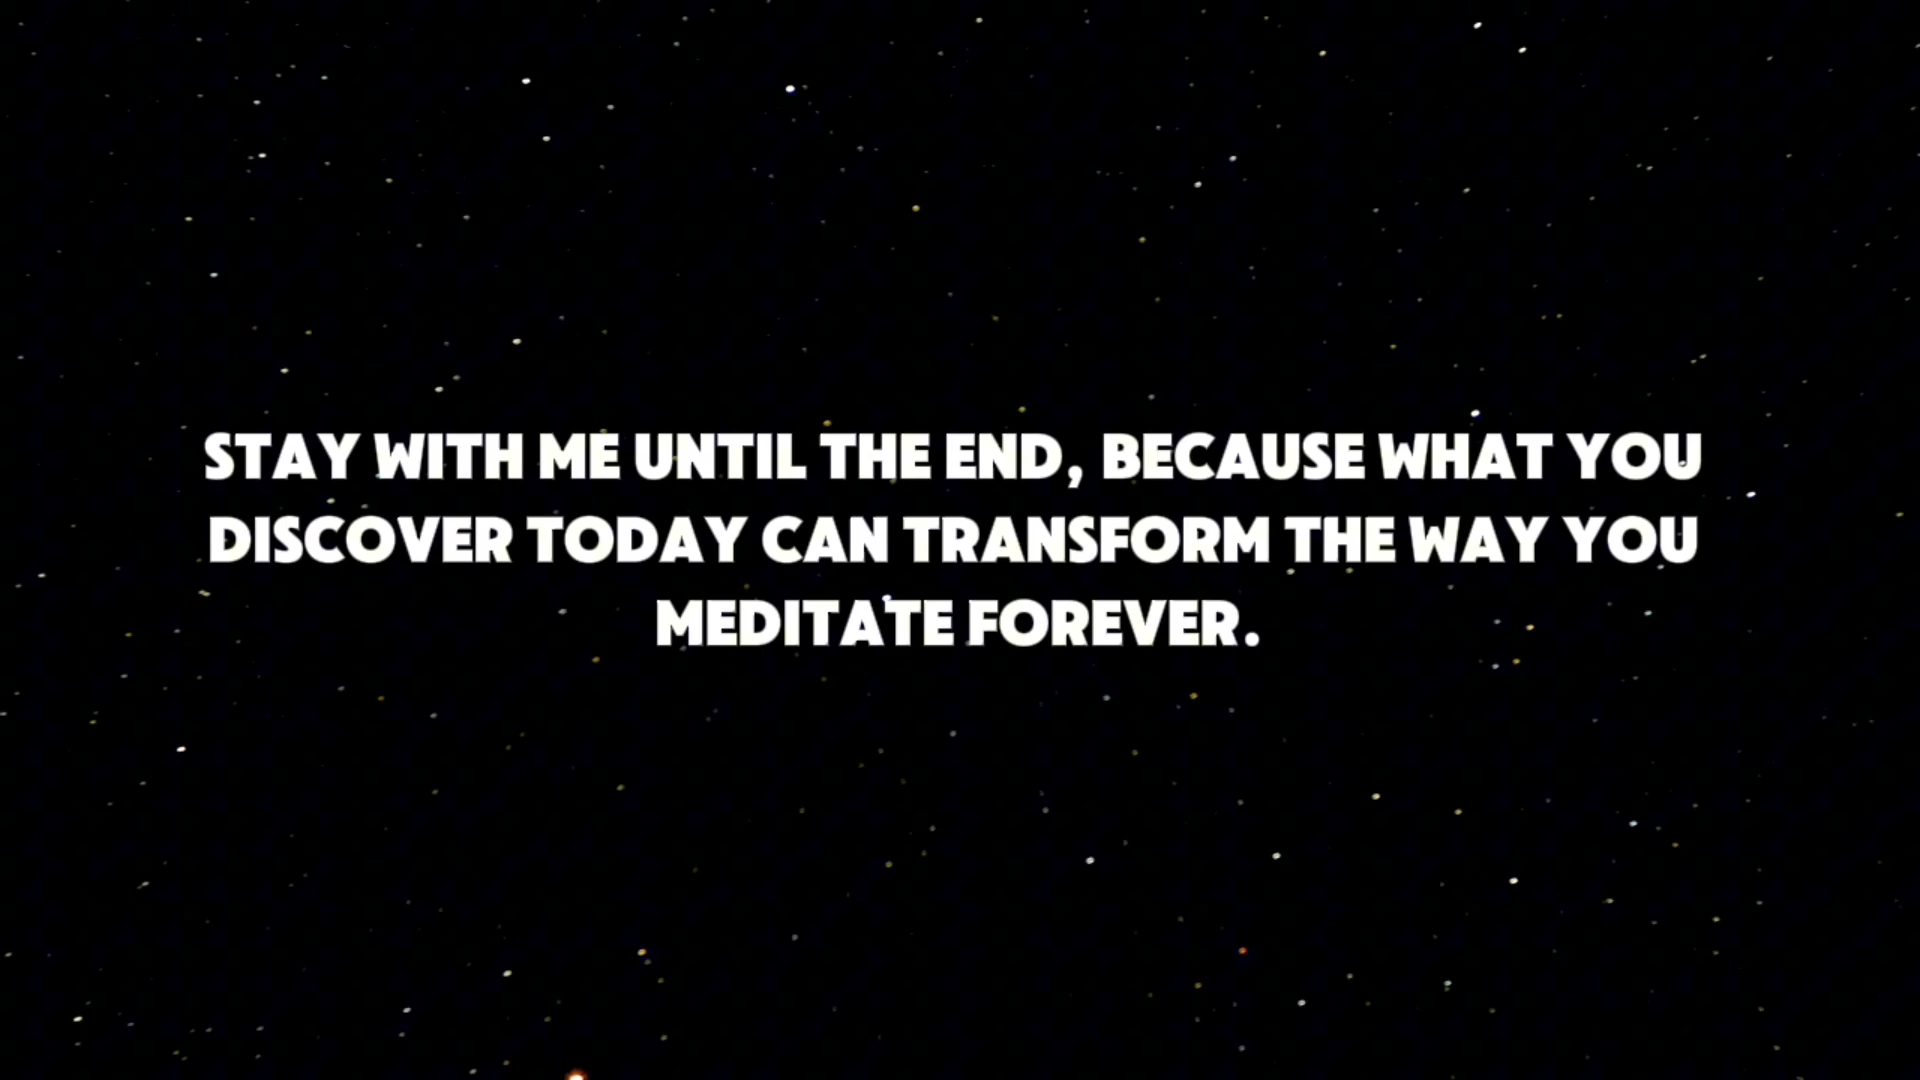 STAY WITH ME UNTIL THE END, BECAUSE WHAT YOU
DISCOVER TODAY CAN TRANSFORM THE WAY YOU
MEDITATE FOREVER.